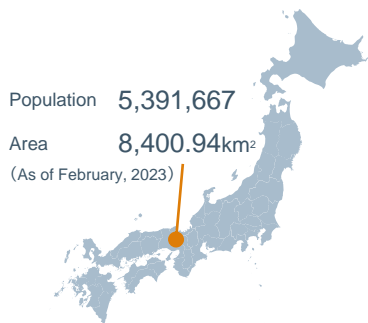 Population 5,391,667
Area 8,400.94km²
（As of February, 2023）